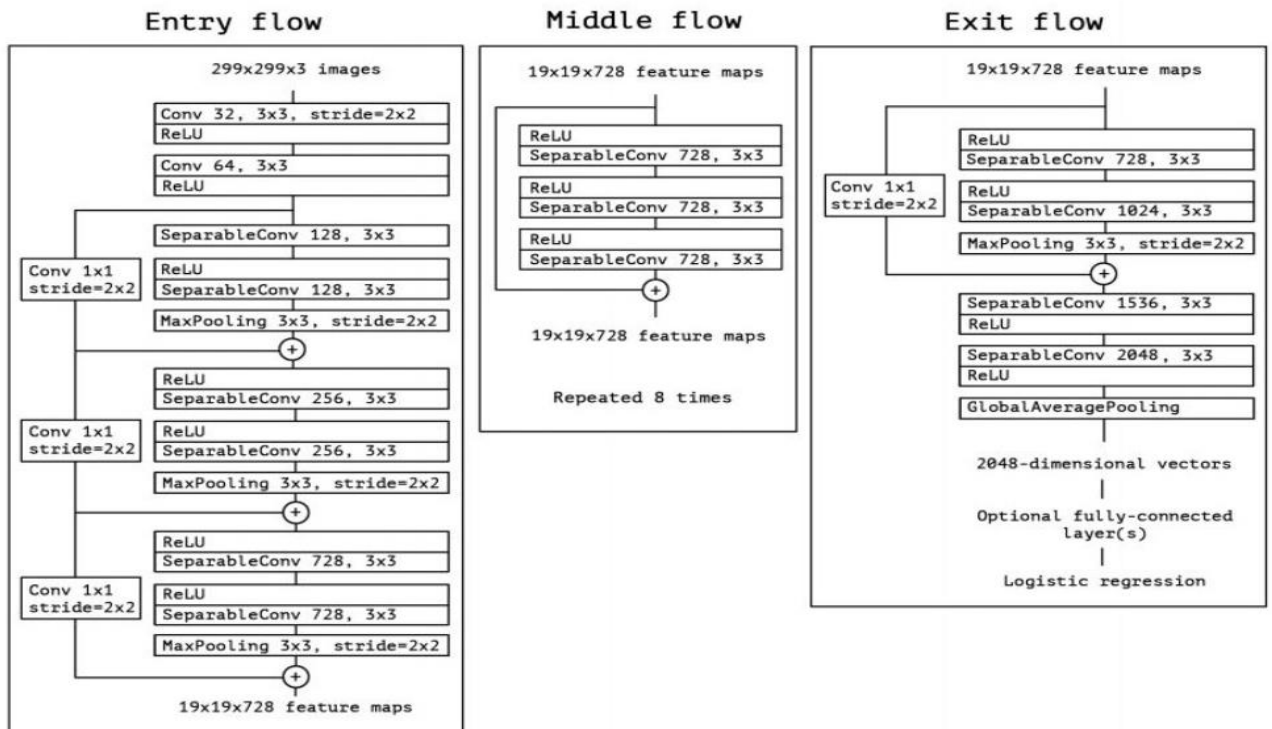 Entry flow
299x299x3 images
Conv 32, 3x3, stride=2x2
ReLU
Conv 64, 3x3
ReLU
SeparableConv 128, 3x3
Conv 1x1
stride=2x2
ReLU
SeparableConv 128, 3x3
MaxPooling 3x3, stride=2x2
+
ReLU
SeparableConv 256, 3x3
Conv 1x1
stride=2x2
ReLU
SeparableConv 256, 3x3
MaxPooling 3x3, stride=2x2
+
ReLU
SeparableConv 728, 3x3
Conv 1x1
stride=2x2
ReLU
SeparableConv 728, 3x3
MaxPooling 3x3, stride=2x2
+
19x19x728 feature maps
Middle flow
19x19x728 feature maps
ReLU
SeparableConv 728, 3x3
ReLU
SeparableConv 728, 3x3
ReLU
SeparableConv 728, 3x3
+
19x19x728 feature maps
Repeated 8 times
Exit flow
19x19x728 feature maps
ReLU
SeparableConv 728, 3x3
Conv 1x1
stride=2x2
ReLU
SeparableConv 1024, 3x3
MaxPooling 3x3, stride=2x2
+
SeparableConv 1536, 3x3
ReLU
SeparableConv 2048, 3x3
ReLU
GlobalAveragePooling
2048-dimensional vectors
Optional fully-connected
layer(s)
Logistic regression